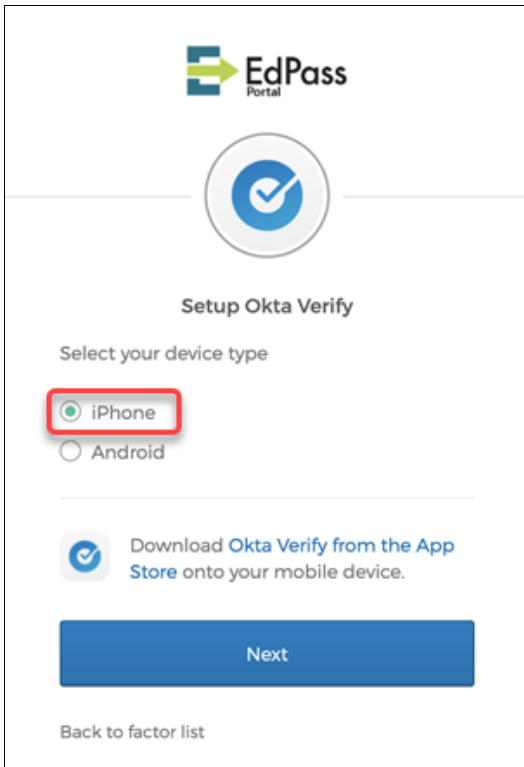 EdPass
Portal
Setup Okta Verify
Select your device type
iPhone
Android
Download Okta Verify from the App
Store onto your mobile device.
Next
Back to factor list